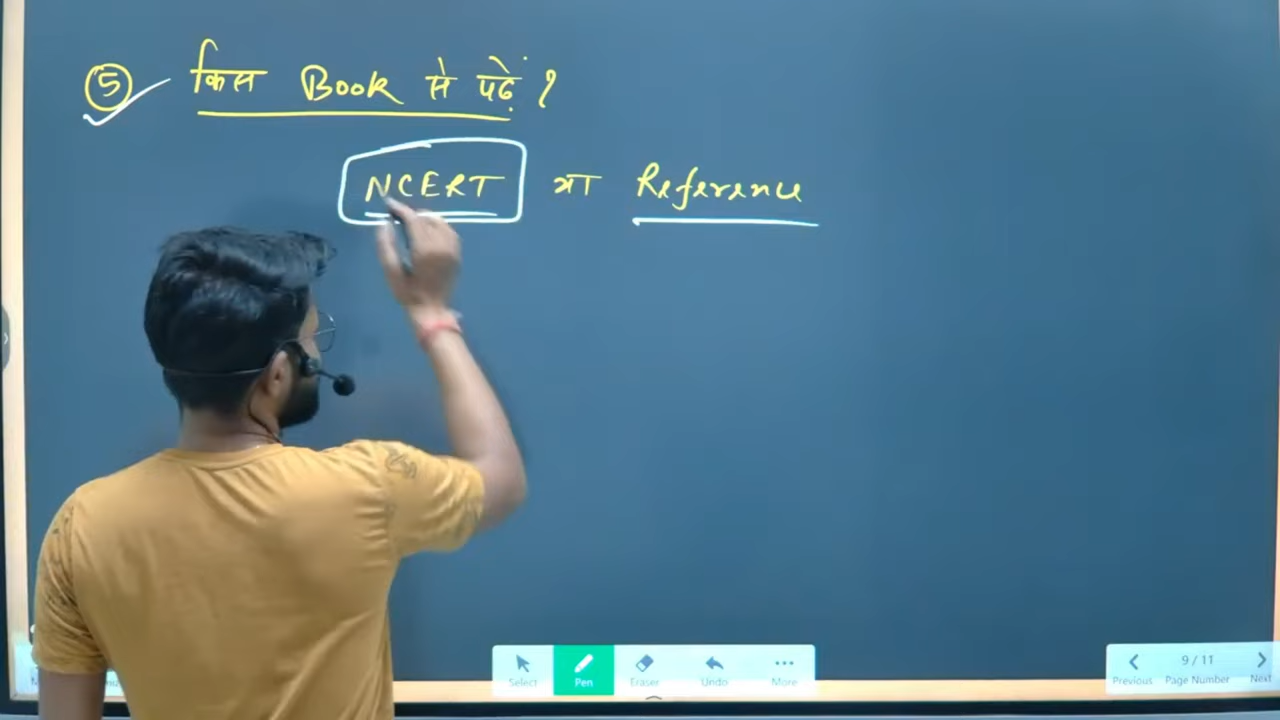 5 किस Book से पढ़ें ?
NCERT या Reference
Select Pen Eraser Undo More
9 / 11
Previous Page Number Next